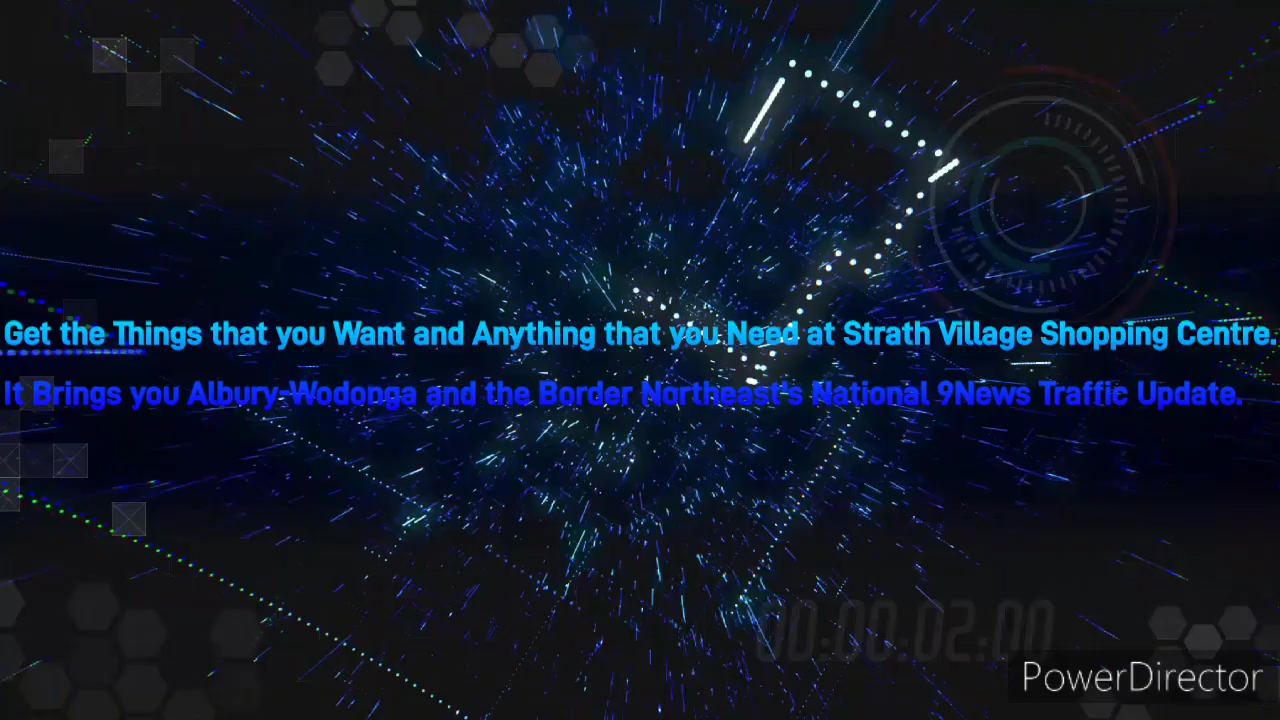 Get the Things that you Want and Anything that you Need at Strath Village Shopping Centre.
It Brings you Albury-Wodonga and the Border Northeast's National 9News Traffic Update.
00:00:02:00
PowerDirector